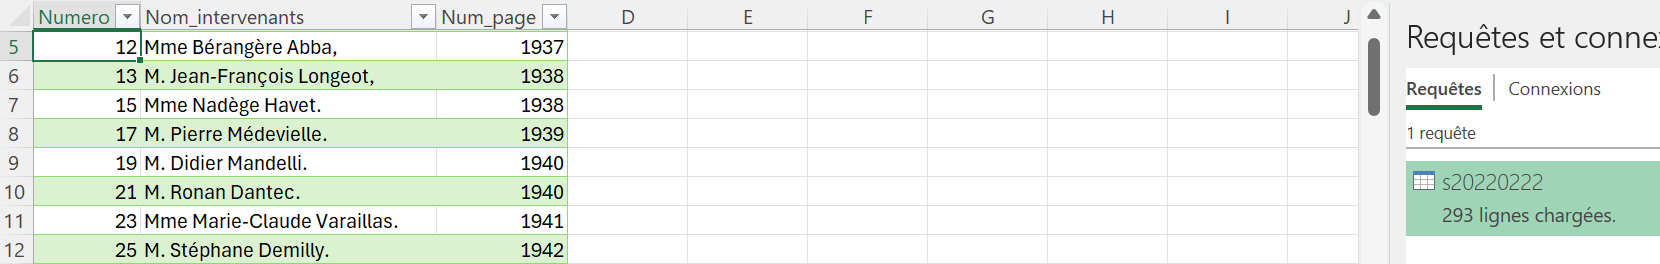 Numero Nom_intervenants Num_page D E F G H I J
5 12 Mme Bérangère Abba, 1937
6 13 M. Jean-François Longeot, 1938
7 15 Mme Nadège Havet. 1938
8 17 M. Pierre Médevielle. 1939
9 19 M. Didier Mandelli. 1940
10 21 M. Ronan Dantec. 1940
11 23 Mme Marie-Claude Varaillas. 1941
12 25 M. Stéphane Demilly. 1942
Requêtes et conne
Requêtes Connexions
1 requête
s20220222
293 lignes chargées.